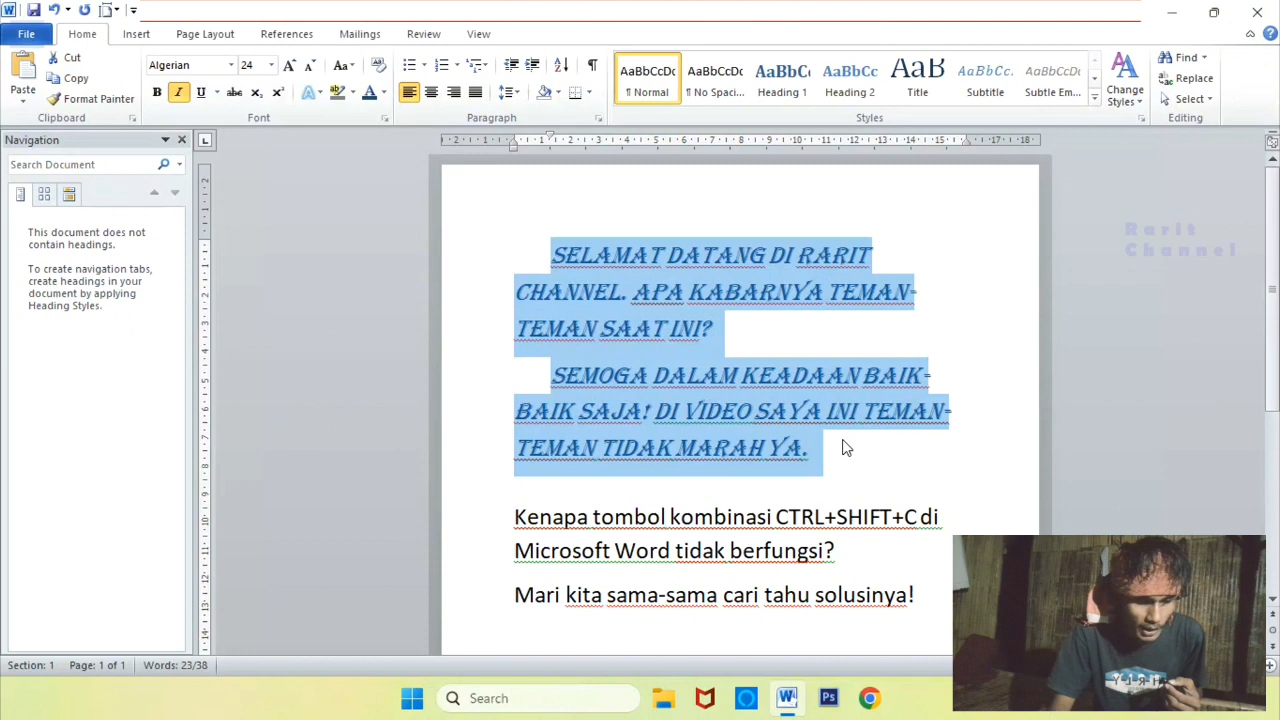 File Home Insert Page Layout References Mailings Review View
Paste
Cut
Copy
Format Painter
Clipboard
Algerian 24
Font
Paragraph
AaBbCcDc AaBbCcDc AaBbCc AaBbCc AaB AaBbCc. AaBbCcDc
¶ Normal ¶ No Spaci... Heading 1 Heading 2 Title Subtitle Subtle Em...
Styles
Change
Styles
Find
Replace
Select
Editing
Navigation
Search Document
This document does not
contain headings.
To create navigation tabs,
create headings in your
document by applying
Heading Styles.
Rarit
Channel
SELAMAT DATANG DI RARIT
CHANNEL. APA KABARNYA TEMAN-
TEMAN SAAT INI?
SEMOGA DALAM KEADAAN BAIK-
BAIK SAJA! DI VIDEO SAYA INI TEMAN-
TEMAN TIDAK MARAH YA.
Kenapa tombol kombinasi CTRL+SHIFT+C di
Microsoft Word tidak berfungsi?
Mari kita sama-sama cari tahu solusinya!
Section: 1 Page: 1 of 1 Words: 23/38
Search